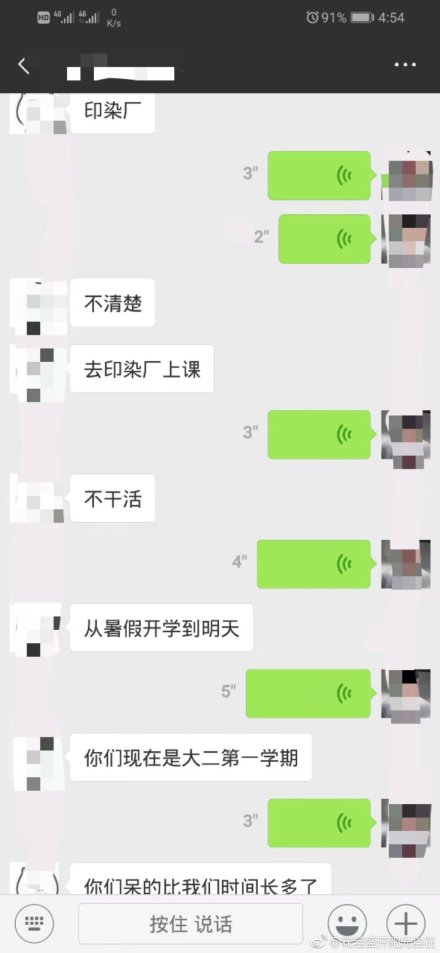 HD 4G 4G 0 K/s 91% 4:54
印染厂
3"
2"
不清楚
去印染厂上课
3"
不干活
4"
从暑假开学到明天
5"
你们现在是大二第一学期
3"
你们呆的比我们时间长多了
按住 说话